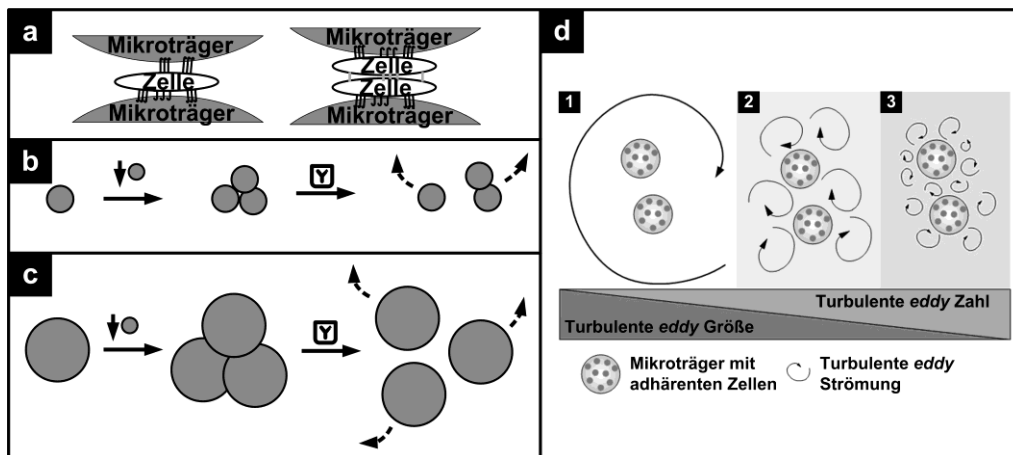 a
Mikroträger
Zelle
Mikroträger
Mikroträger
Zelle
Zelle
Mikroträger
b
Y
c
Y
d
1
2
3
Turbulente eddy Zahl
Turbulente eddy Größe
Mikroträger mit
adhärenten Zellen
Turbulente eddy
Strömung